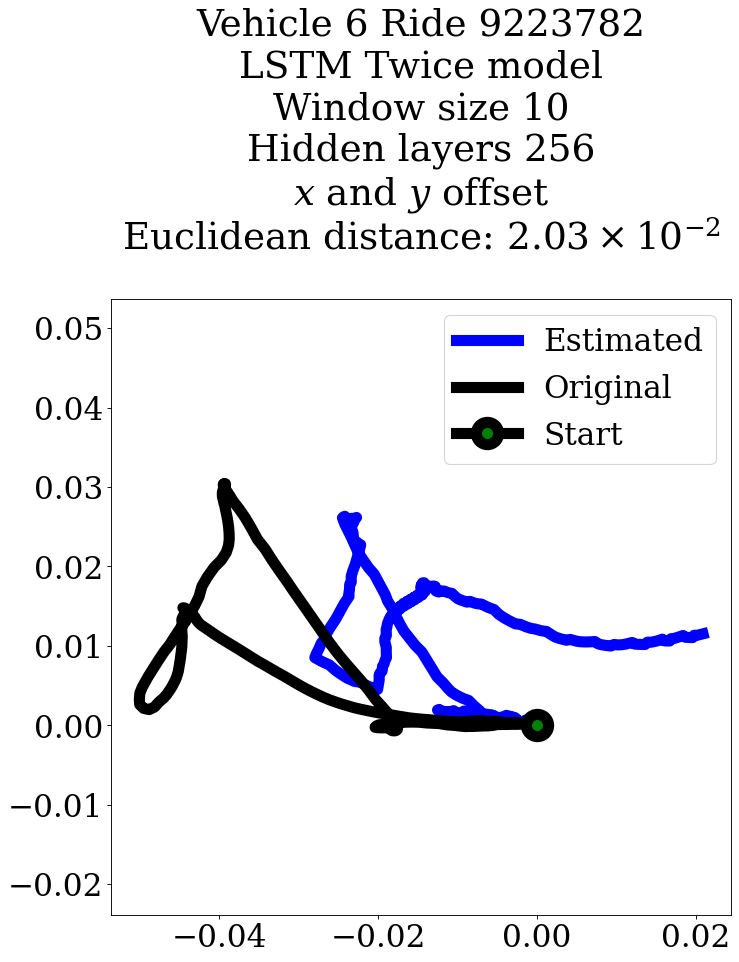 Vehicle 6 Ride 9223782
LSTM Twice model
Window size 10
Hidden layers 256
x and y offset
Euclidean distance: 2.03 × 10⁻²
Estimated
Original
Start
0.05
0.04
0.03
0.02
0.01
0.00
−0.01
−0.02
−0.04 −0.02 0.00 0.02